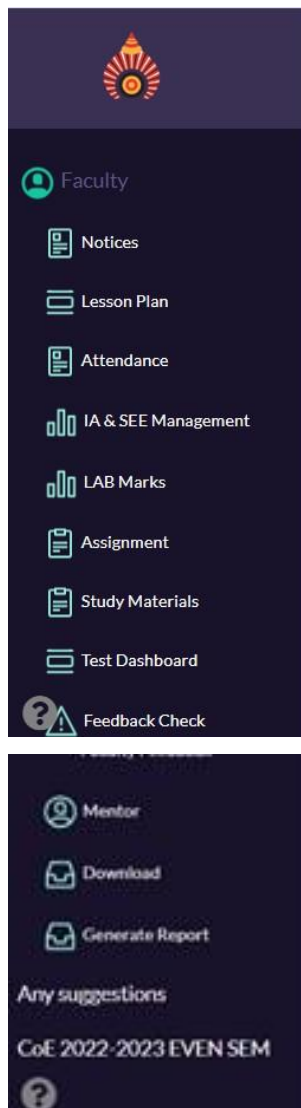 Faculty
Notices
Lesson Plan
Attendance
IA & SEE Management
LAB Marks
Assignment
Study Materials
Test Dashboard
?
Feedback Check
Mentor
Download
Generate Report
Any suggestions
CoE 2022-2023 EVEN SEM
?